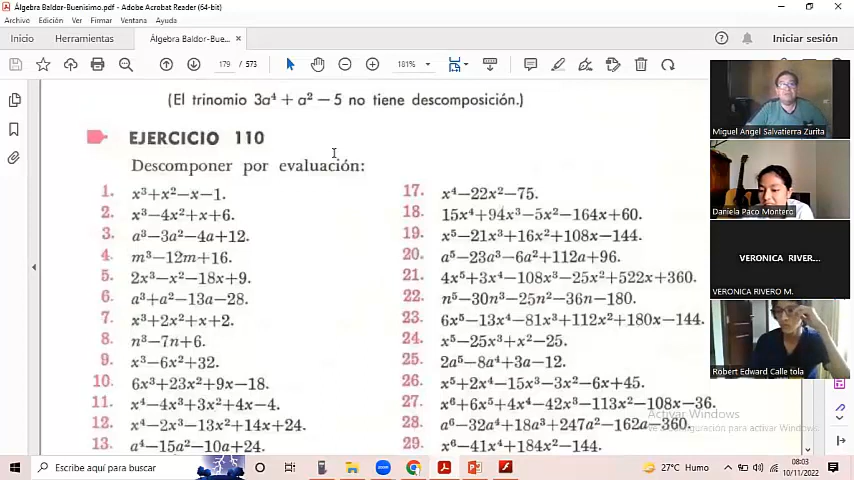 Álgebra Baldor-Buenisimo.pdf - Adobe Acrobat Reader (64-bit)
Archivo Edición Ver Firmar Ventana Ayuda
Inicio Herramientas Álgebra Baldor-Bue... × Iniciar sesión
179 / 573 181%
(El trinomio 3a⁴ + a² − 5 no tiene descomposición.)
EJERCICIO 110
Descomponer por evaluación:
1. x³+x²−x−1.
2. x³−4x²+x+6.
3. a³−3a²−4a+12.
4. m³−12m+16.
5. 2x³−x²−18x+9.
6. a³+a²−13a−28.
7. x³+2x²+x+2.
8. n³−7n+6.
9. x³−6x²+32.
10. 6x³+23x²+9x−18.
11. x⁴−4x³+3x²+4x−4.
12. x⁴−2x³−13x²+14x+24.
13. a⁴−15a²−10a+24.
17. x⁴−22x²−75.
18. 15x⁴+94x³−5x²−164x+60.
19. x⁵−21x³+16x²+108x−144.
20. a⁵−23a³−6a²+112a+96.
21. 4x⁵+3x⁴−108x³−25x²+522x+360.
22. n⁵−30n³−25n²−36n−180.
23. 6x⁵−13x⁴−81x³+112x²+180x−144.
24. x⁵−25x³+x²−25.
25. 2a⁵−8a⁴+3a−12.
26. x⁵+2x⁴−15x³−3x²−6x+45.
27. x⁶+6x⁵+4x⁴−42x³−113x²−108x−36.
28. a⁶−32a⁴+18a³+247a²−162a−360.
29. x⁶−41x⁴+184x²−144.
Miguel Angel Salvatierra Zurita
Daniela Paco Montero
VERONICA RIVER...
VERONICA RIVERO M.
Robert Edward Calle tola
Activar Windows
Ve a Configuración para activar Windows.
Escribe aquí para buscar
27°C Humo
08:03
10/11/2022